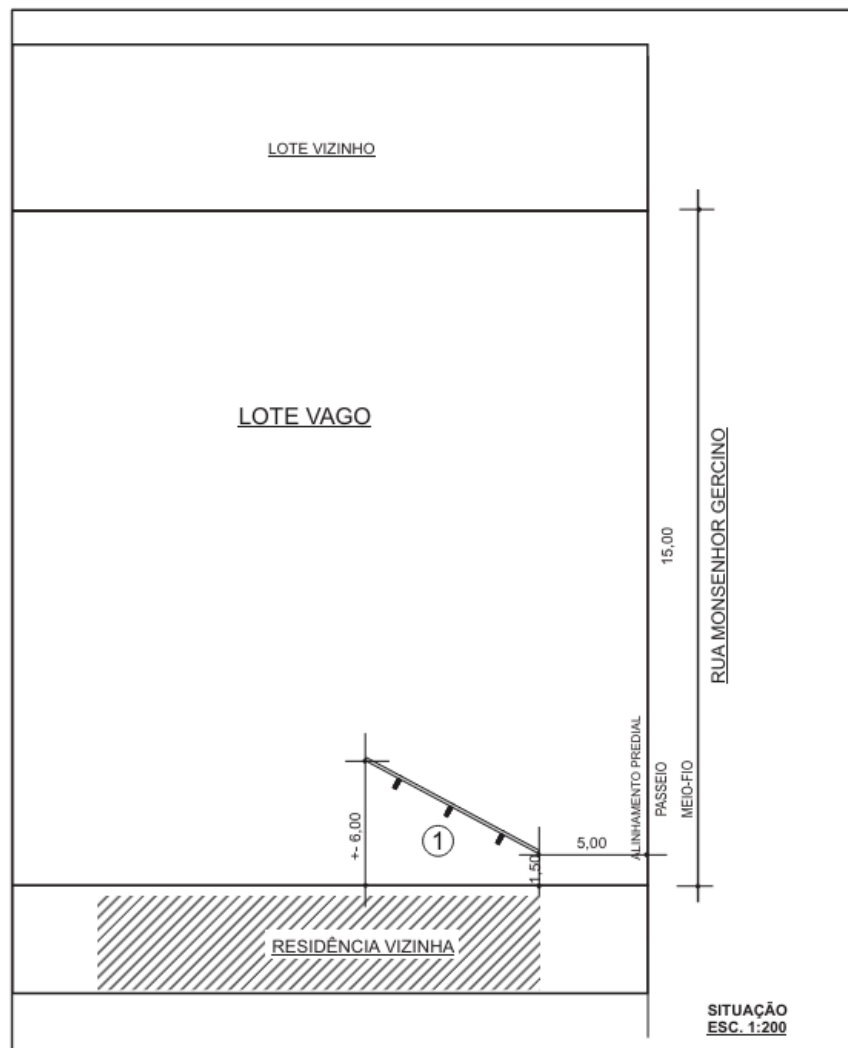 LOTE VIZINHO
LOTE VAGO
15,00
RUA MONSENHOR GERCINO
ALINHAMENTO PREDIAL
PASSEIO
MEIO-FIO
+- 6,00
1
1,50
5,00
RESIDÊNCIA VIZINHA
SITUAÇÃO
ESC. 1:200